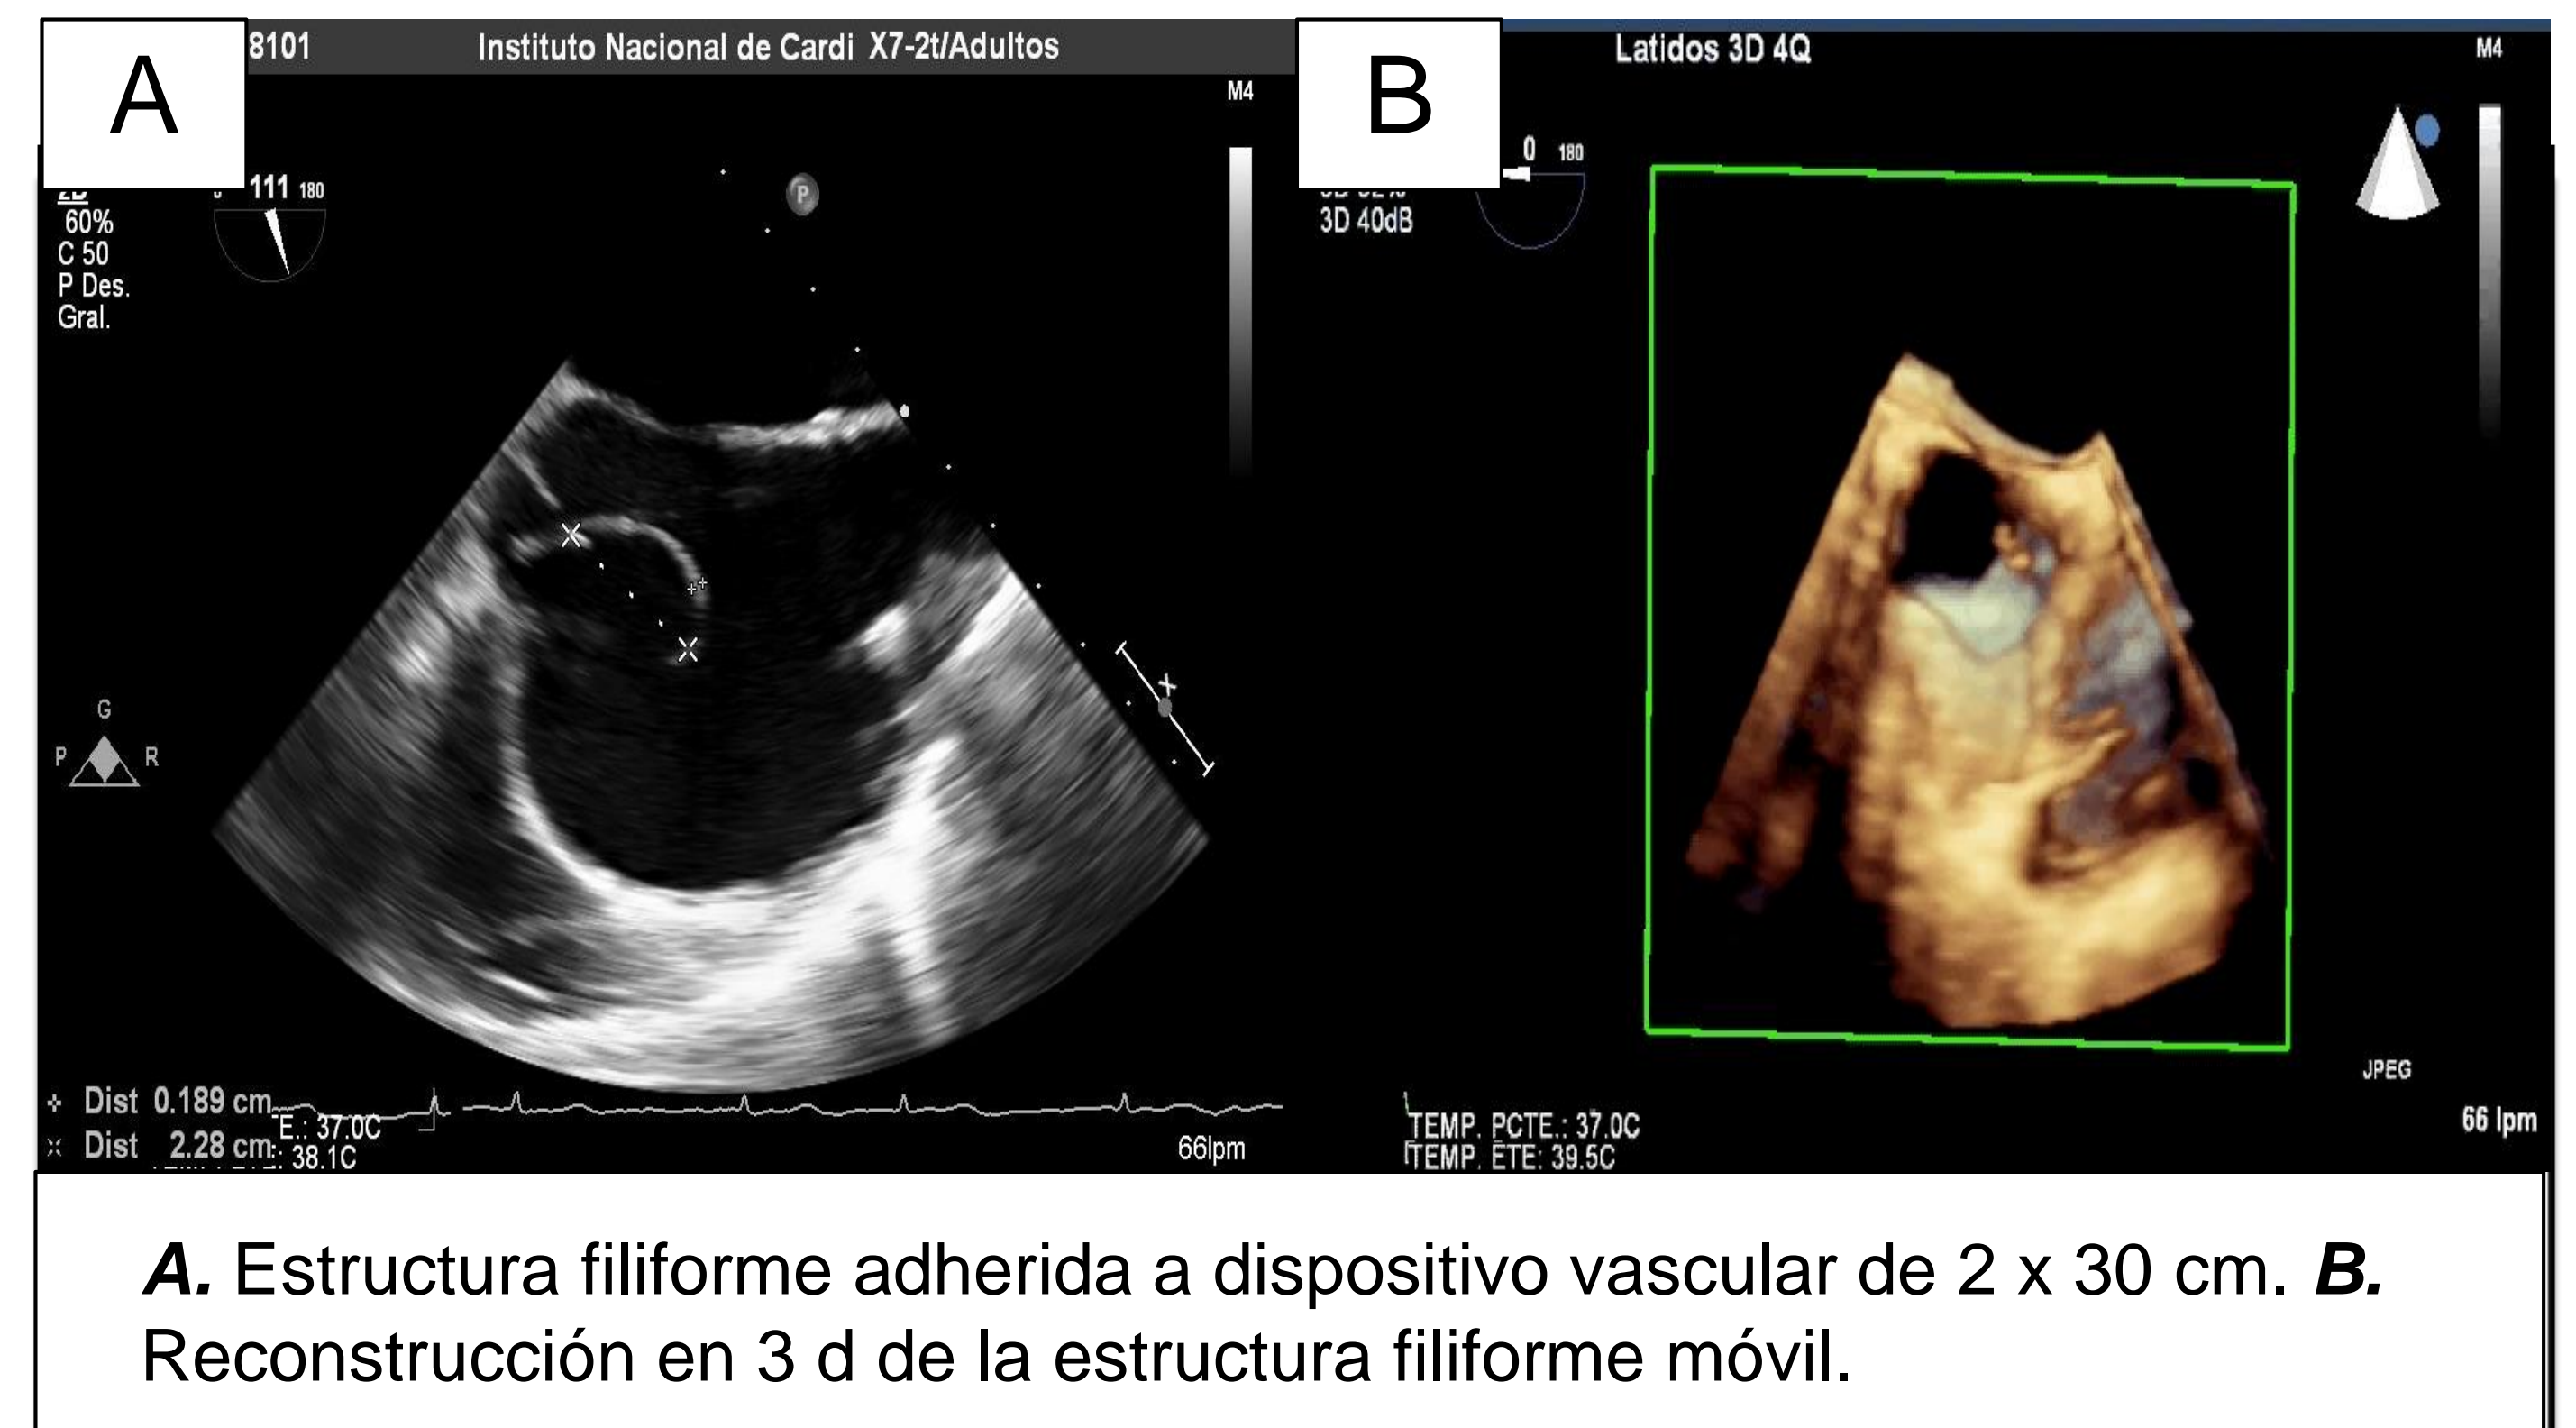 A
8101
Instituto Nacional de Cardi X7-2t/Adultos
M4
111 180
60%
C 50
P Des.
Gral.
P
G
P R
Dist 0.189 cm
Dist 2.28 cm
E.: 37.0C
: 38.1C
66lpm
B
Latidos 3D 4Q
M4
0 180
3D 40dB
JPEG
TEMP. PCTE.: 37.0C
TEMP. ETE: 39.5C
66 lpm
A. Estructura filiforme adherida a dispositivo vascular de 2 x 30 cm. B.
Reconstrucción en 3 d de la estructura filiforme móvil.